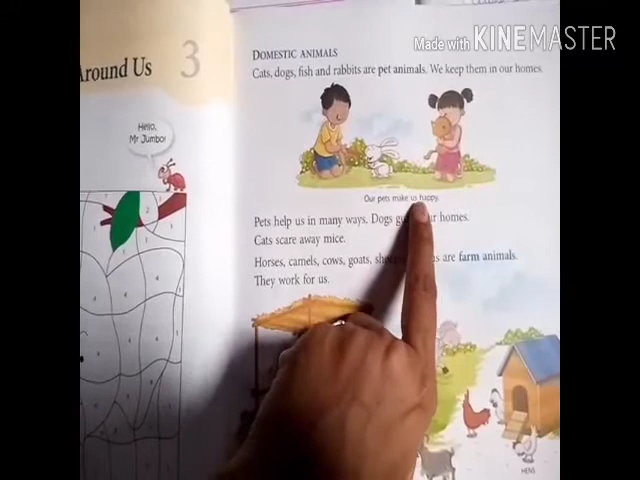 Made with KINEMASTER
Around Us 3
Hello,
Mr Jumbo!
DOMESTIC ANIMALS
Cats, dogs, fish and rabbits are pet animals. We keep them in our homes.
Our pets make us happy.
Pets help us in many ways. Dogs our homes.
Cats scare away mice.
Horses, camels, cows, goats, are farm animals.
They work for us.
HENS